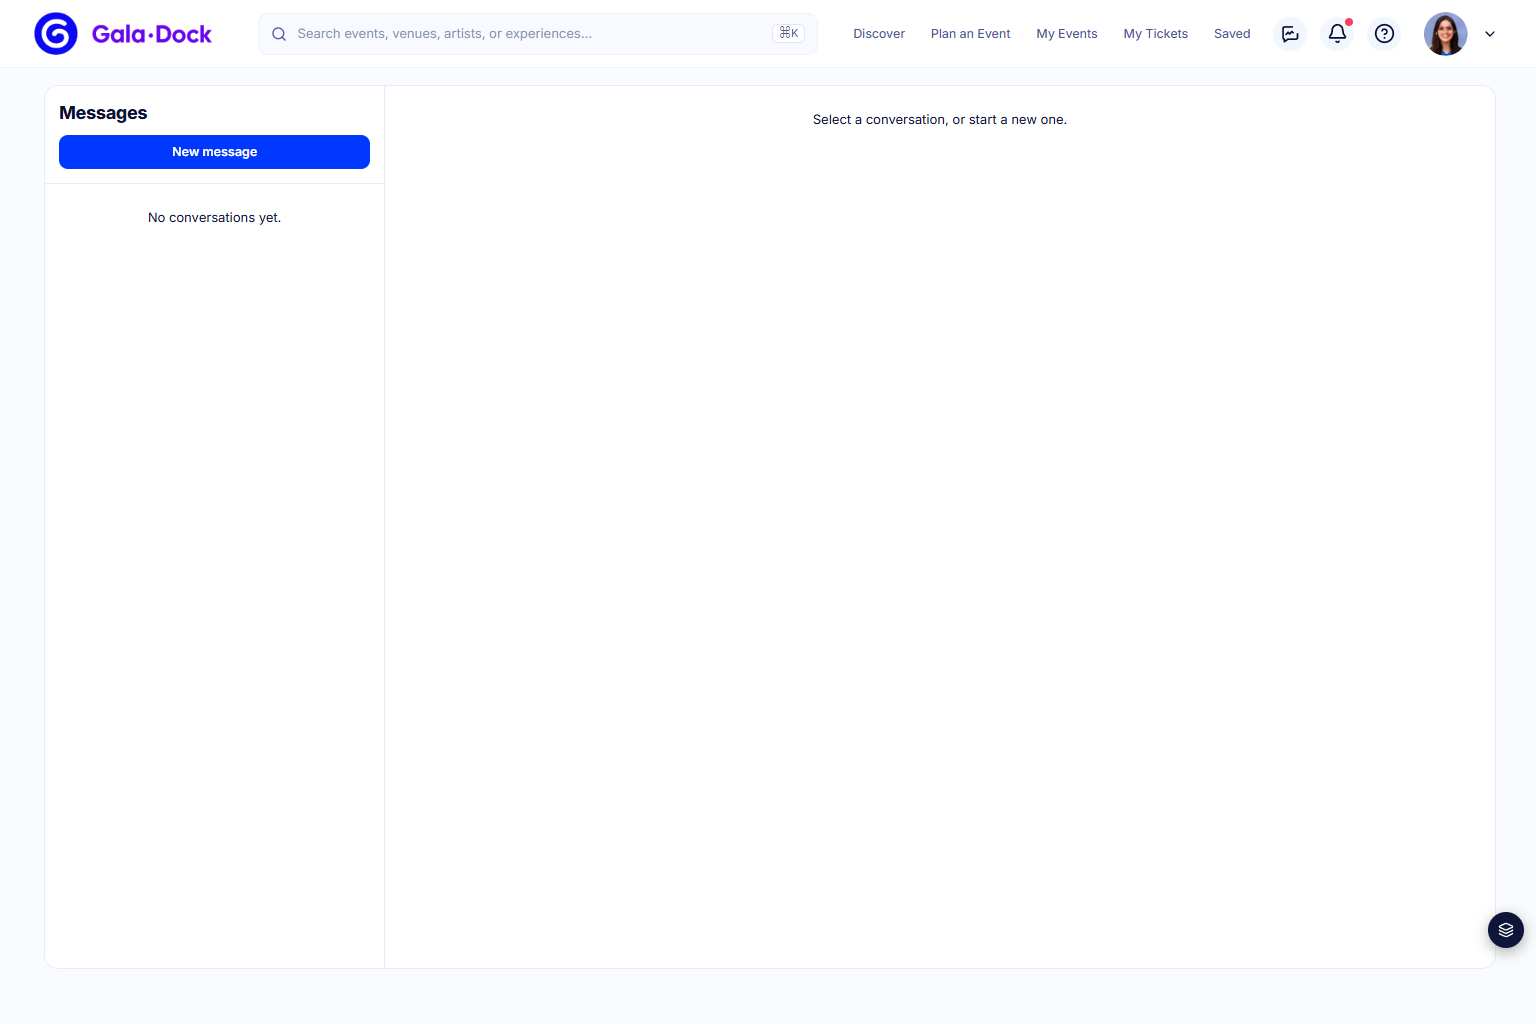 Gala·Dock
Search events, venues, artists, or experiences...
⌘K
Discover
Plan an Event
My Events
My Tickets
Saved
Messages
New message
No conversations yet.
Select a conversation, or start a new one.